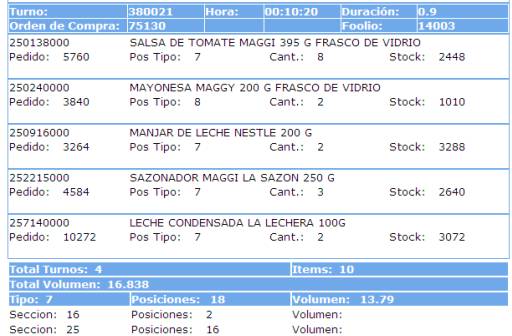 Turno: 380021 Hora: 00:10:20 Duración: 0.9
Orden de Compra: 75130 Foolio: 14003
250138000 SALSA DE TOMATE MAGGI 395 G FRASCO DE VIDRIO
Pedido: 5760 Pos Tipo: 7 Cant.: 8 Stock: 2448
250240000 MAYONESA MAGGY 200 G FRASCO DE VIDRIO
Pedido: 3840 Pos Tipo: 8 Cant.: 2 Stock: 1010
250916000 MANJAR DE LECHE NESTLE 200 G
Pedido: 3264 Pos Tipo: 7 Cant.: 2 Stock: 3288
252215000 SAZONADOR MAGGI LA SAZON 250 G
Pedido: 4584 Pos Tipo: 7 Cant.: 3 Stock: 2640
257140000 LECHE CONDENSADA LA LECHERA 100G
Pedido: 10272 Pos Tipo: 7 Cant.: 2 Stock: 3072
Total Turnos: 4 Items: 10
Total Volumen: 16.838
Tipo: 7 Posiciones: 18 Volumen: 13.79
Seccion: 16 Posiciones: 2 Volumen:
Seccion: 25 Posiciones: 16 Volumen: